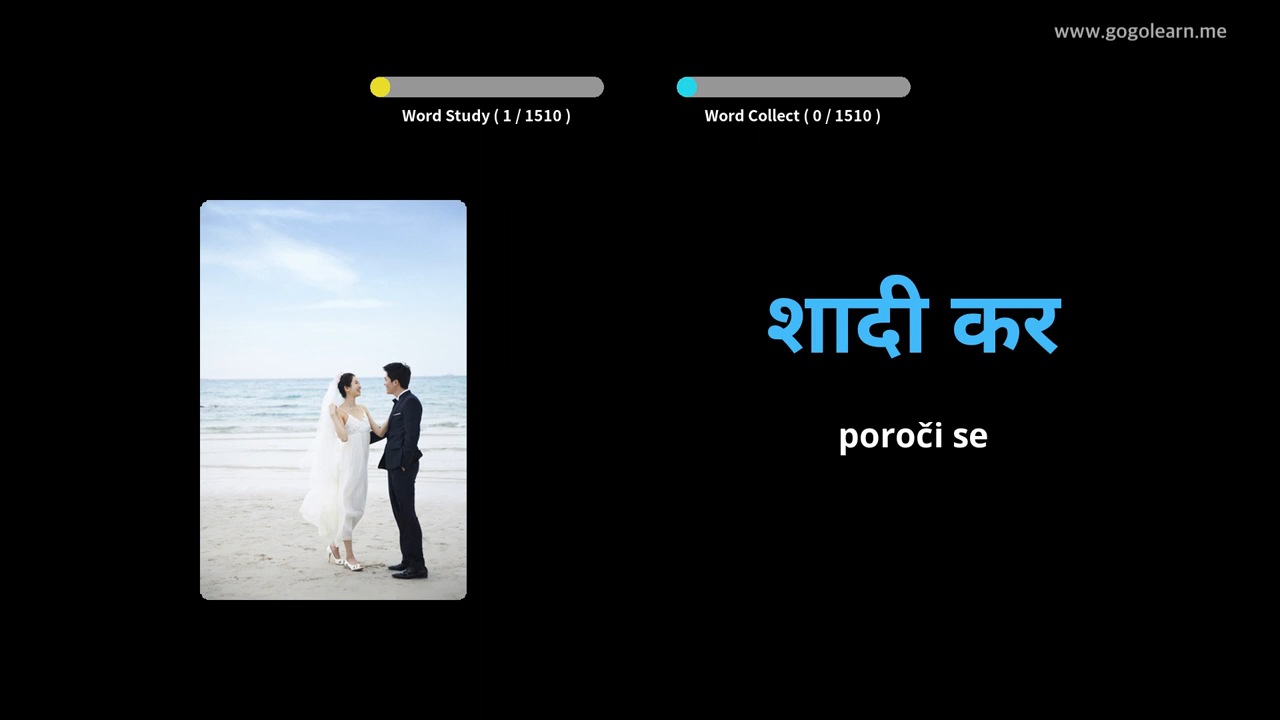 www.gogolearn.me
Word Study ( 1 / 1510 )
Word Collect ( 0 / 1510 )
शादी कर
poroči se